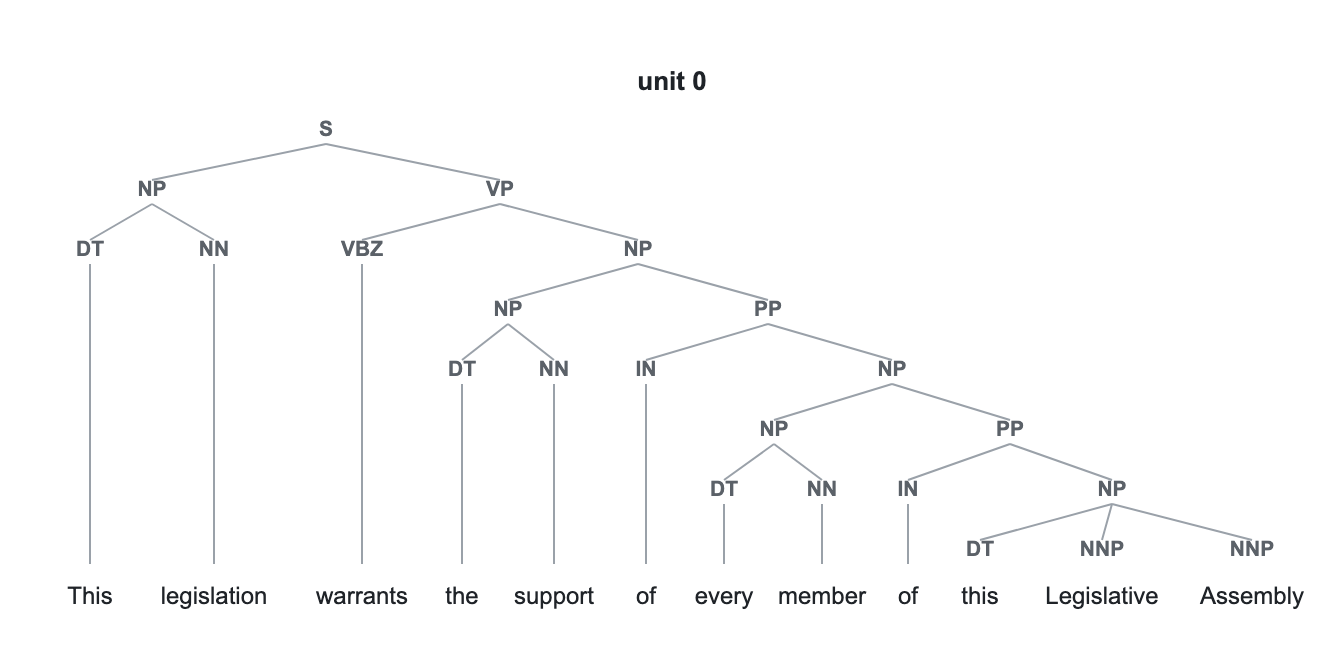 unit 0
S
NP VP
DT NN VBZ NP
NP PP
DT NN IN NP
NP PP
DT NN IN NP
DT NNP NNP
This legislation warrants the support of every member of this Legislative Assembly